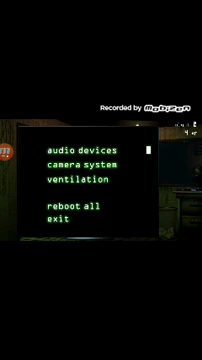 Recorded by Mobizen
audio devices
camera system
ventilation
reboot all
exit